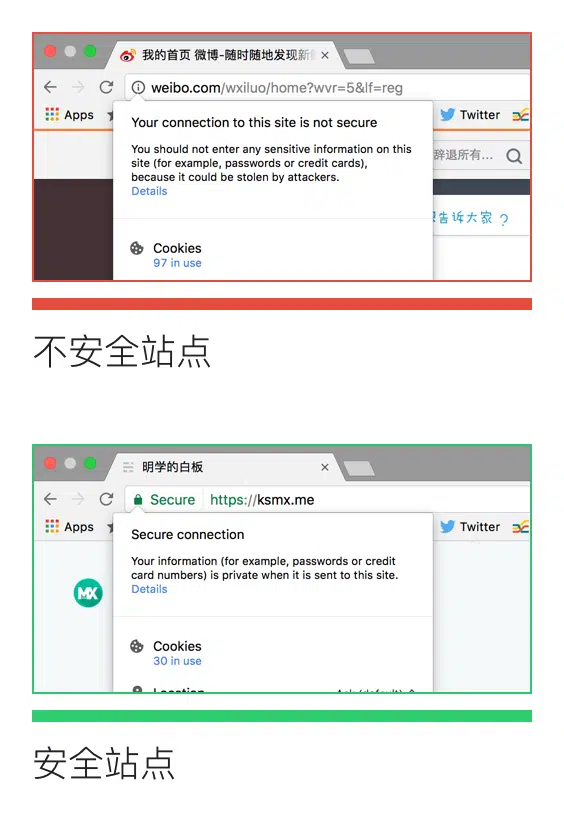 我的首页 微博-随时随地发现新
weibo.com/wxiluo/home?wvr=5&lf=reg
Apps
Twitter
Your connection to this site is not secure
You should not enter any sensitive information on this
site (for example, passwords or credit cards),
because it could be stolen by attackers.
Details
辞退所有...
告诉大家？
Cookies
97 in use
不安全站点
明学的白板
Secure https://ksmx.me
Apps
Twitter
Secure connection
Your information (for example, passwords or credit
card numbers) is private when it is sent to this site.
Details
MX
Cookies
30 in use
安全站点